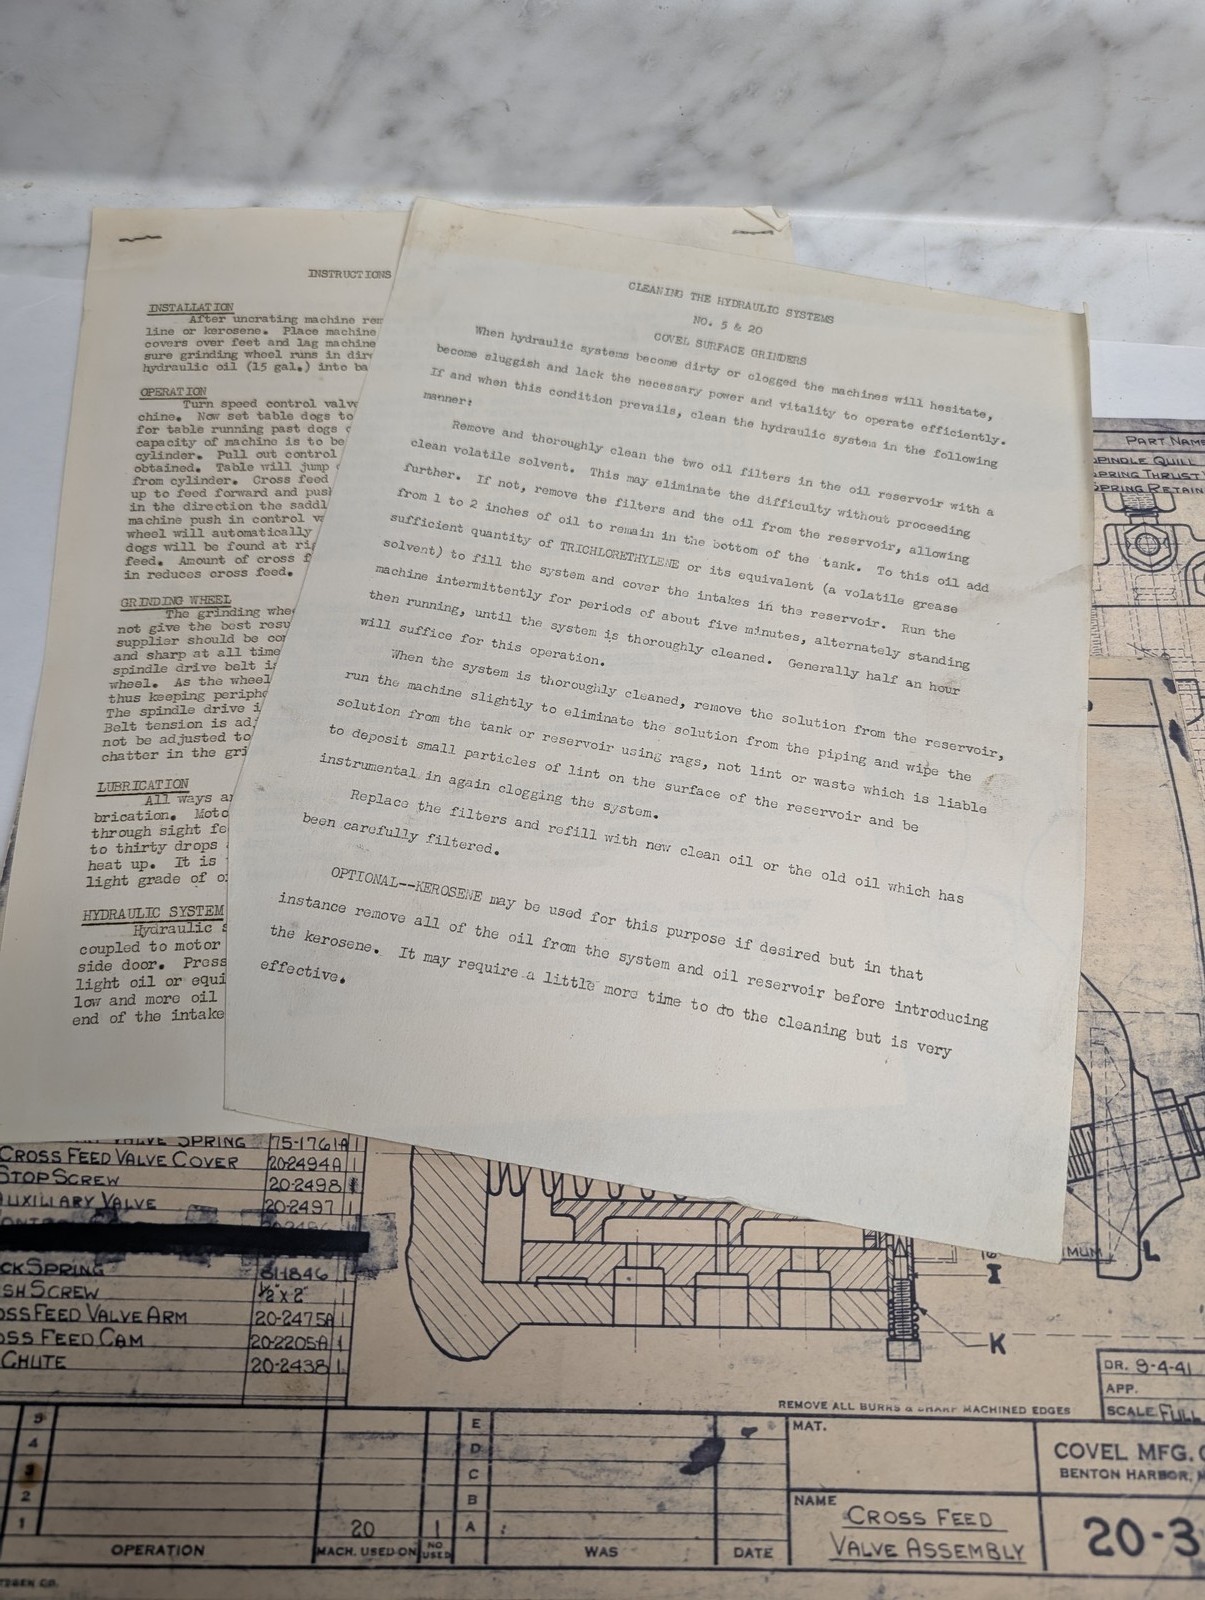 INSTRUCTIONS
INSTALLATION
After uncrating machine
line or kerosene. Place machine
covers over feet and lag machine
sure grinding wheel runs in
hydraulic oil (15 gal.) into
OPERATION
Turn speed control
chine. Now set table dogs to
for table running past dogs
capacity of machine is to be
cylinder. Pull out control
obtained. Table will jump
from cylinder. Cross feed
up to feed forward and
in the direction the
machine push in control
wheel will automatically
dogs will be found at
feed. Amount of cross
in reduces cross feed.
GRINDING WHEEL
The grinding
not give the best
supplier should be
and sharp at all
spindle drive belt
wheel. As the wheel
thus keeping
The spindle drive
Belt tension is
not be adjusted to
chatter in the
LUBRICATION
All ways
brication.
through sight
to thirty drops
heat up. It is
light grade of
HYDRAULIC SYSTEM
Hydraulic
coupled to motor
side door.
light oil or
low and more oil
end of the intake
CLEANING THE HYDRAULIC SYSTEMS
NO. 5 & 20
COVEL SURFACE GRINDERS
When hydraulic systems become dirty or clogged the machines will hesitate,
become sluggish and lack the necessary power and vitality to operate efficiently.
If and when this condition prevails, clean the hydraulic system in the following
manner:
Remove and thoroughly clean the two oil filters in the oil reservoir with a
clean volatile solvent. This may eliminate the difficulty without proceeding
further. If not, remove the filters and the oil from the reservoir, allowing
from 1 to 2 inches of oil to remain in the bottom of the tank. To this oil add
sufficient quantity of TRICHLORETHYLENE or its equivalent (a volatile grease
solvent) to fill the system and cover the intakes in the reservoir. Run the
machine intermittently for periods of about five minutes, alternately standing
then running, until the system is thoroughly cleaned. Generally half an hour
will suffice for this operation.
When the system is thoroughly cleaned, remove the solution from the reservoir,
run the machine slightly to eliminate the solution from the piping and wipe the
solution from the tank or reservoir using rags, not lint or waste which is liable
to deposit small particles of lint on the surface of the reservoir and be
instrumental in again clogging the system.
Replace the filters and refill with new clean oil or the old oil which has
been carefully filtered.
OPTIONAL--KEROSENE may be used for this purpose if desired but in that
instance remove all of the oil from the system and oil reservoir before introducing
the kerosene. It may require a little more time to do the cleaning but is very
effective.
PART NAME
SPINDLE QUILL
SPRING THRUST
SPRING RETAIN
VALVE SPRING 75-1761A 1
CROSS FEED VALVE COVER 20-2494A 1
STOP SCREW 20-2498
AUXILIARY VALVE 20-2497 1
SPRING 81-1846 1
SCREW 1/2" x 2" 1
FEED VALVE ARM 20-2475A 1
FEED CAM 20-2205A 1
CHUTE 20-2438 1
I
K
L
REMOVE ALL BURRS & SHARP MACHINED EDGES
DR. 9-4-41
APP.
SCALE FULL
5
4
3
2
1
20 1
OPERATION
MACH. USED ON
NO USED
E
D
C
B
A
WAS
DATE
MAT.
NAME
CROSS FEED
VALVE ASSEMBLY
COVEL MFG.
BENTON HARBOR,
20-3